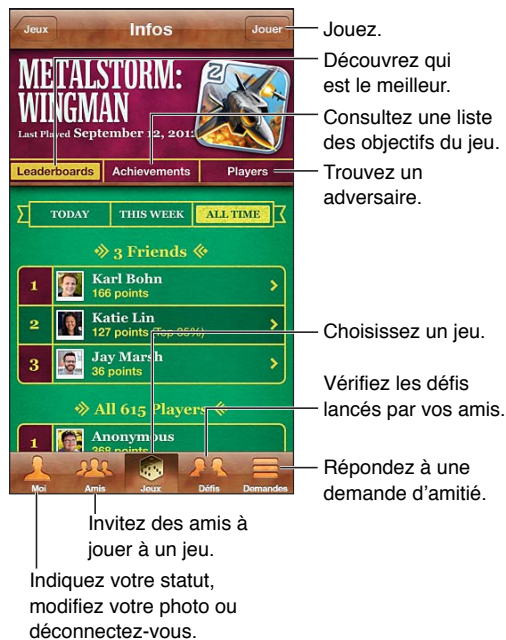 Jeux
Infos
Jouer
Jouez.
METALSTORM:
WINGMAN
Last Played September 12, 2012
Découvrez qui
est le meilleur.
Consultez une liste
des objectifs du jeu.
Leaderboards
Achievements
Players
Trouvez un
adversaire.
TODAY
THIS WEEK
ALL TIME
3 Friends
1
Karl Bohn
166 points
2
Katie Lin
127 points (Top 35%)
3
Jay Marsh
36 points
Choisissez un jeu.
Vérifiez les défis
lancés par vos amis.
All 615 Players
1
Anonymous
368 points
Moi
Amis
Jeux
Défis
Demandes
Répondez à une
demande d'amitié.
Invitez des amis à
jouer à un jeu.
Indiquez votre statut,
modifiez votre photo ou
déconnectez-vous.